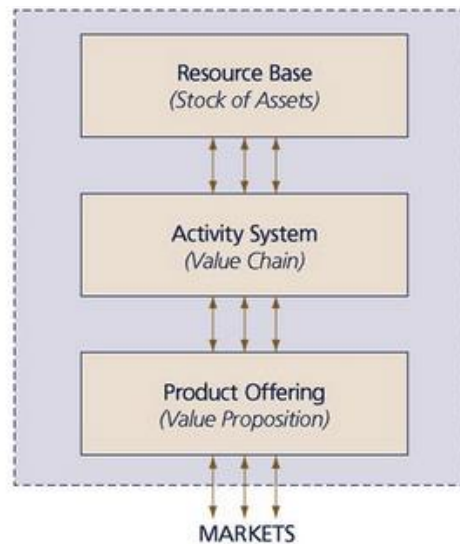 Resource Base
(Stock of Assets)
Activity System
(Value Chain)
Product Offering
(Value Proposition)
MARKETS